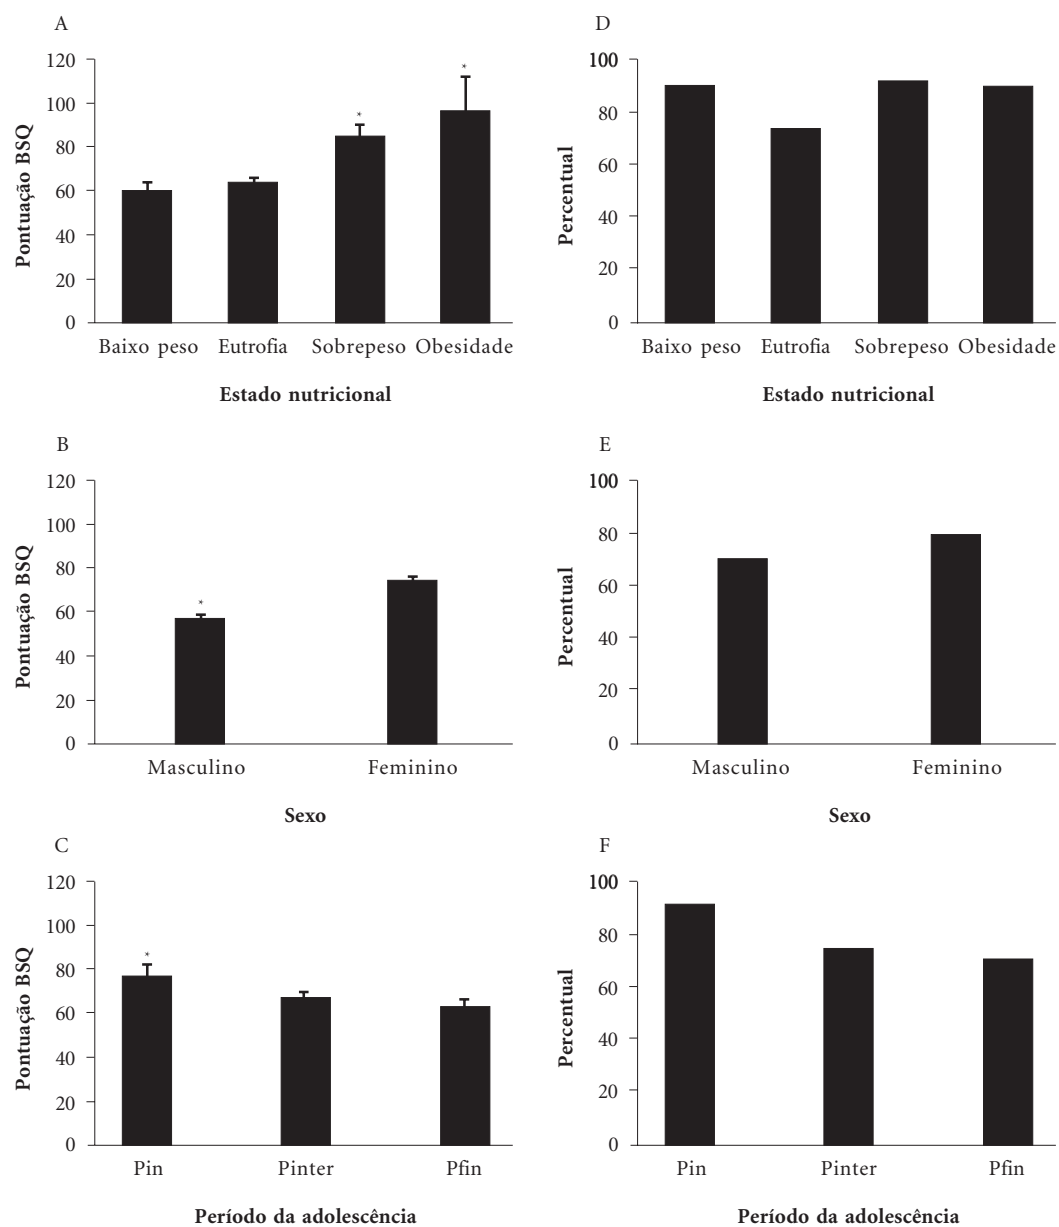 A
Pontuação BSQ
120
100
80
60
40
20
0
*
*
Baixo peso Eutrofia Sobrepeso Obesidade
Estado nutricional
D
Percentual
100
80
60
40
20
0
Baixo peso Eutrofia Sobrepeso Obesidade
Estado nutricional
B
Pontuação BSQ
120
100
80
60
40
20
0
*
Masculino Feminino
Sexo
E
Percentual
100
80
60
40
20
0
Masculino Feminino
Sexo
C
Pontuação BSQ
120
100
80
60
40
20
0
*
Pin Pinter Pfin
Período da adolescência
F
Percentual
100
80
60
40
20
0
Pin Pinter Pfin
Período da adolescência